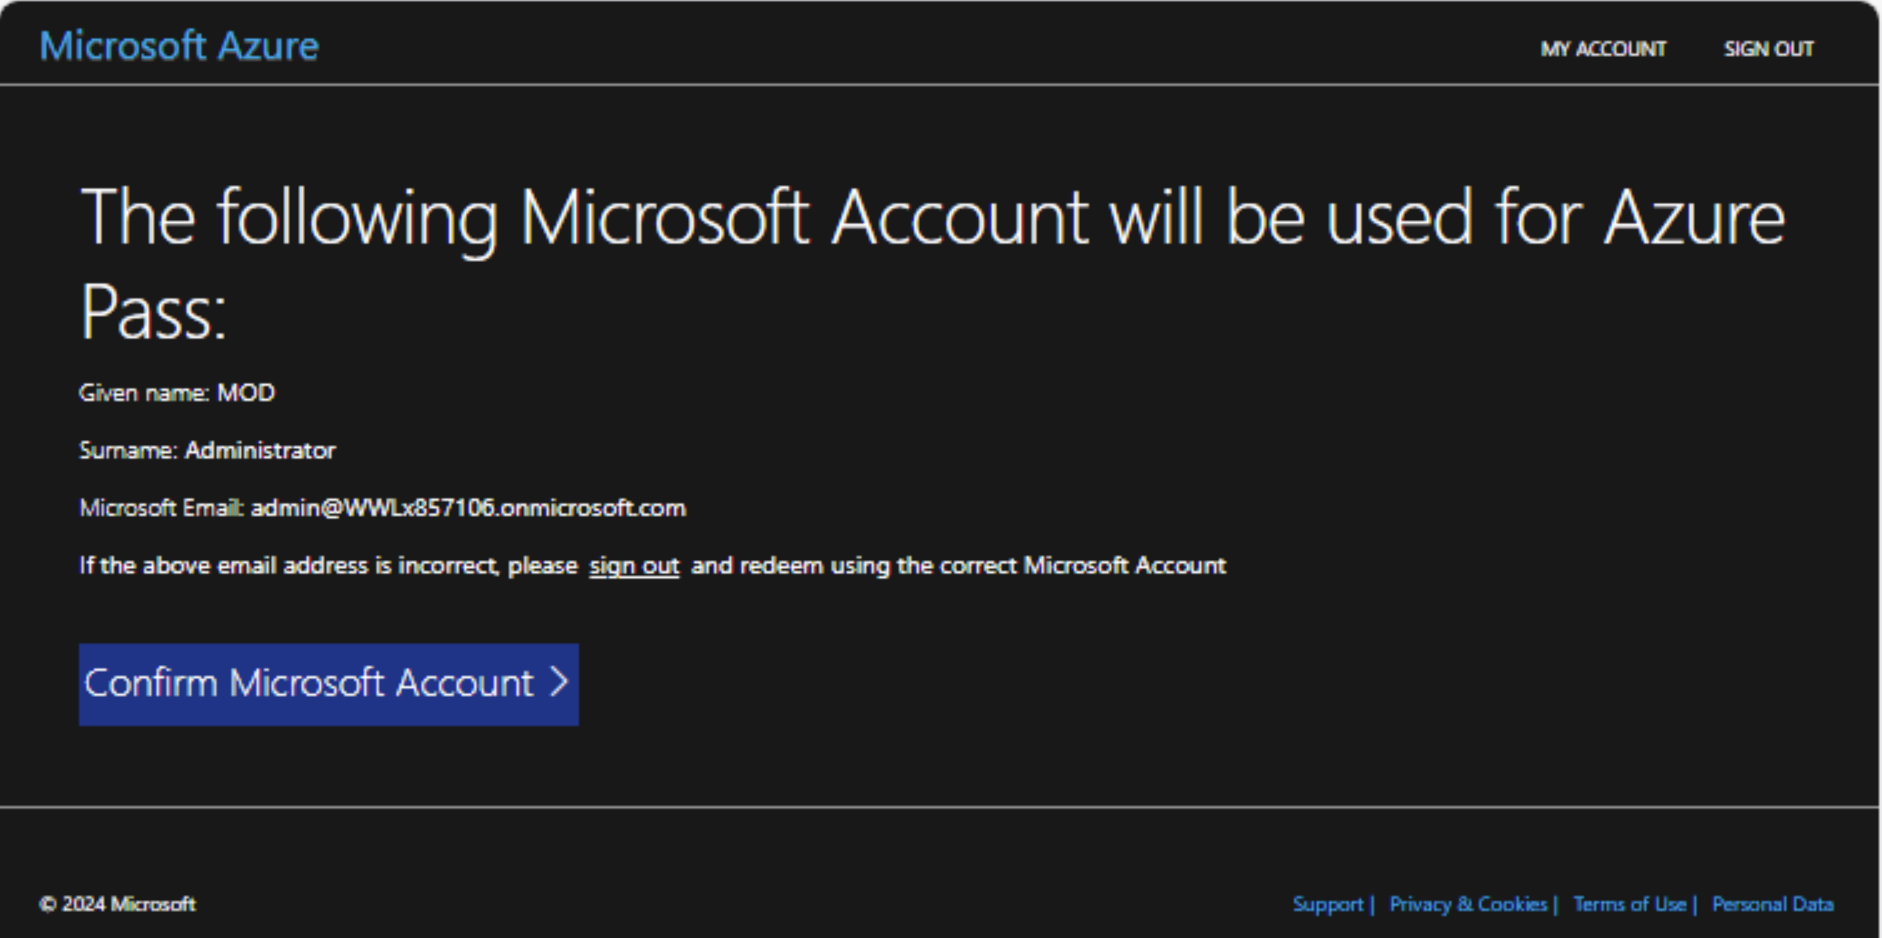 Microsoft Azure
MY ACCOUNT
SIGN OUT
The following Microsoft Account will be used for Azure
Pass:
Given name: MOD
Surname: Administrator
Microsoft Email: admin@WWLx857106.onmicrosoft.com
If the above email address is incorrect, please sign out and redeem using the correct Microsoft Account
Confirm Microsoft Account >
© 2024 Microsoft
Support | Privacy & Cookies | Terms of Use | Personal Data